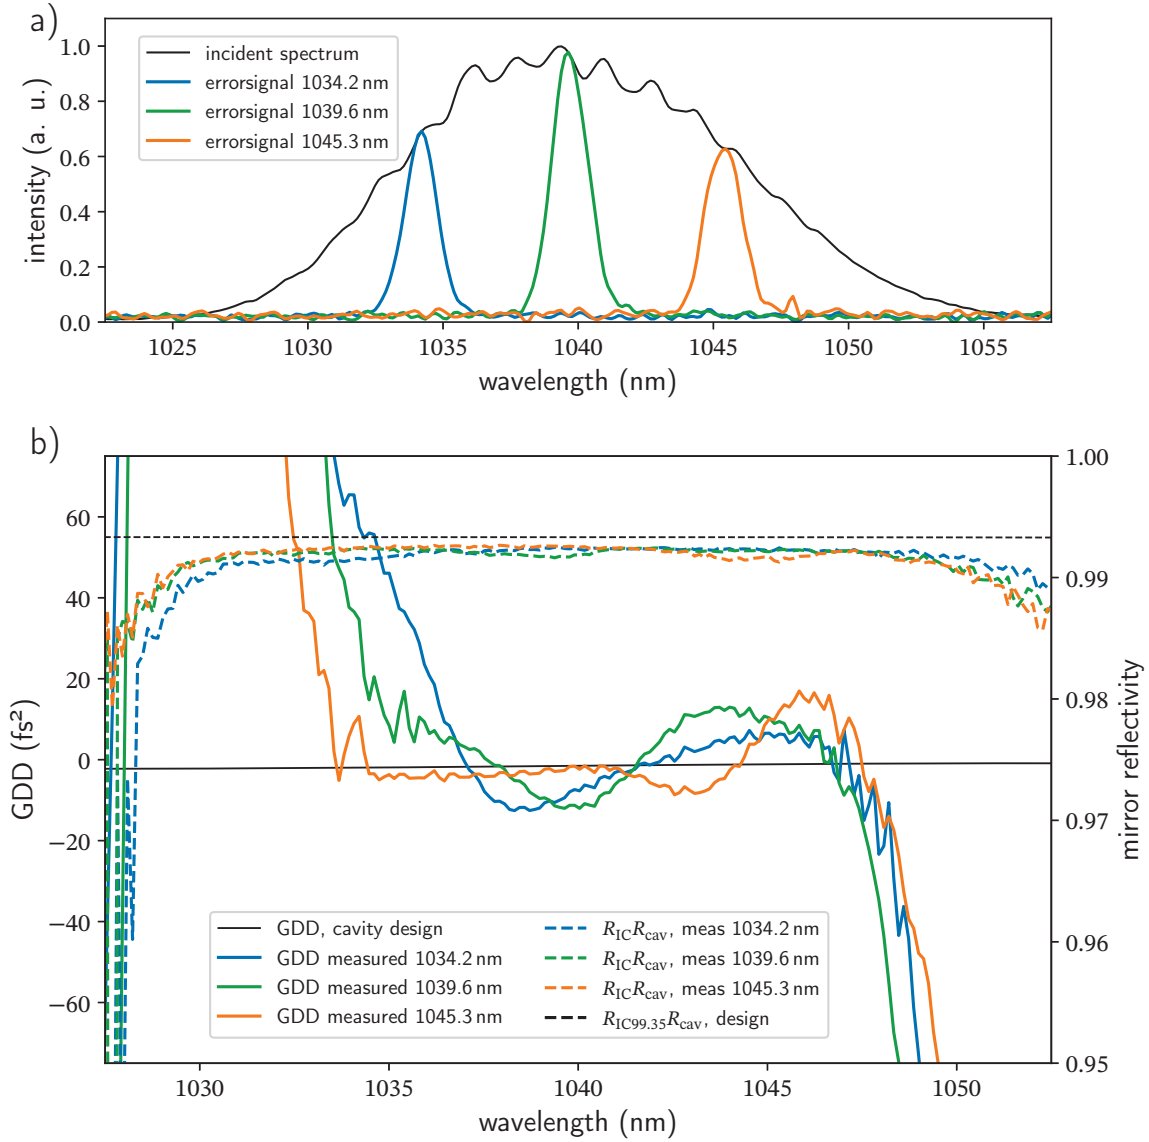 a)
intensity (a. u.)
1.0
0.8
0.6
0.4
0.2
0.0
incident spectrum
errorsignal 1034.2 nm
errorsignal 1039.6 nm
errorsignal 1045.3 nm
1025 1030 1035 1040 1045 1050 1055
wavelength (nm)
b)
GDD (fs²)
60
40
20
0
−20
−40
−60
1.00
0.99
0.98
0.97
0.96
0.95
mirror reflectivity
GDD, cavity design
GDD measured 1034.2 nm
GDD measured 1039.6 nm
GDD measured 1045.3 nm
R_IC R_cav, meas 1034.2 nm
R_IC R_cav, meas 1039.6 nm
R_IC R_cav, meas 1045.3 nm
R_IC99.35 R_cav, design
1030 1035 1040 1045 1050
wavelength (nm)